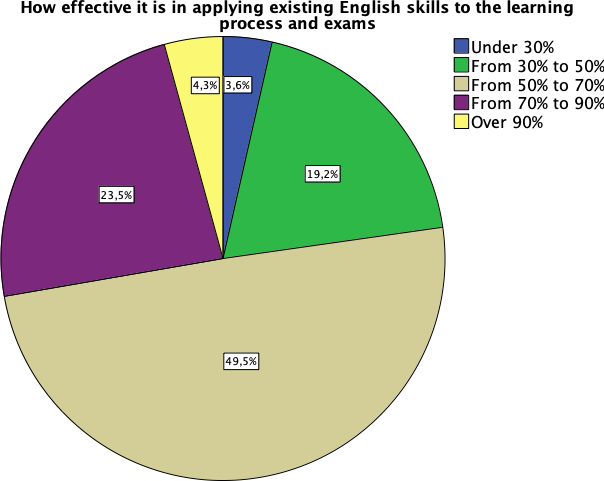 How effective it is in applying existing English skills to the learning
process and exams
Under 30%
From 30% to 50%
From 50% to 70%
From 70% to 90%
Over 90%
4,3%
3,6%
19,2%
23,5%
49,5%